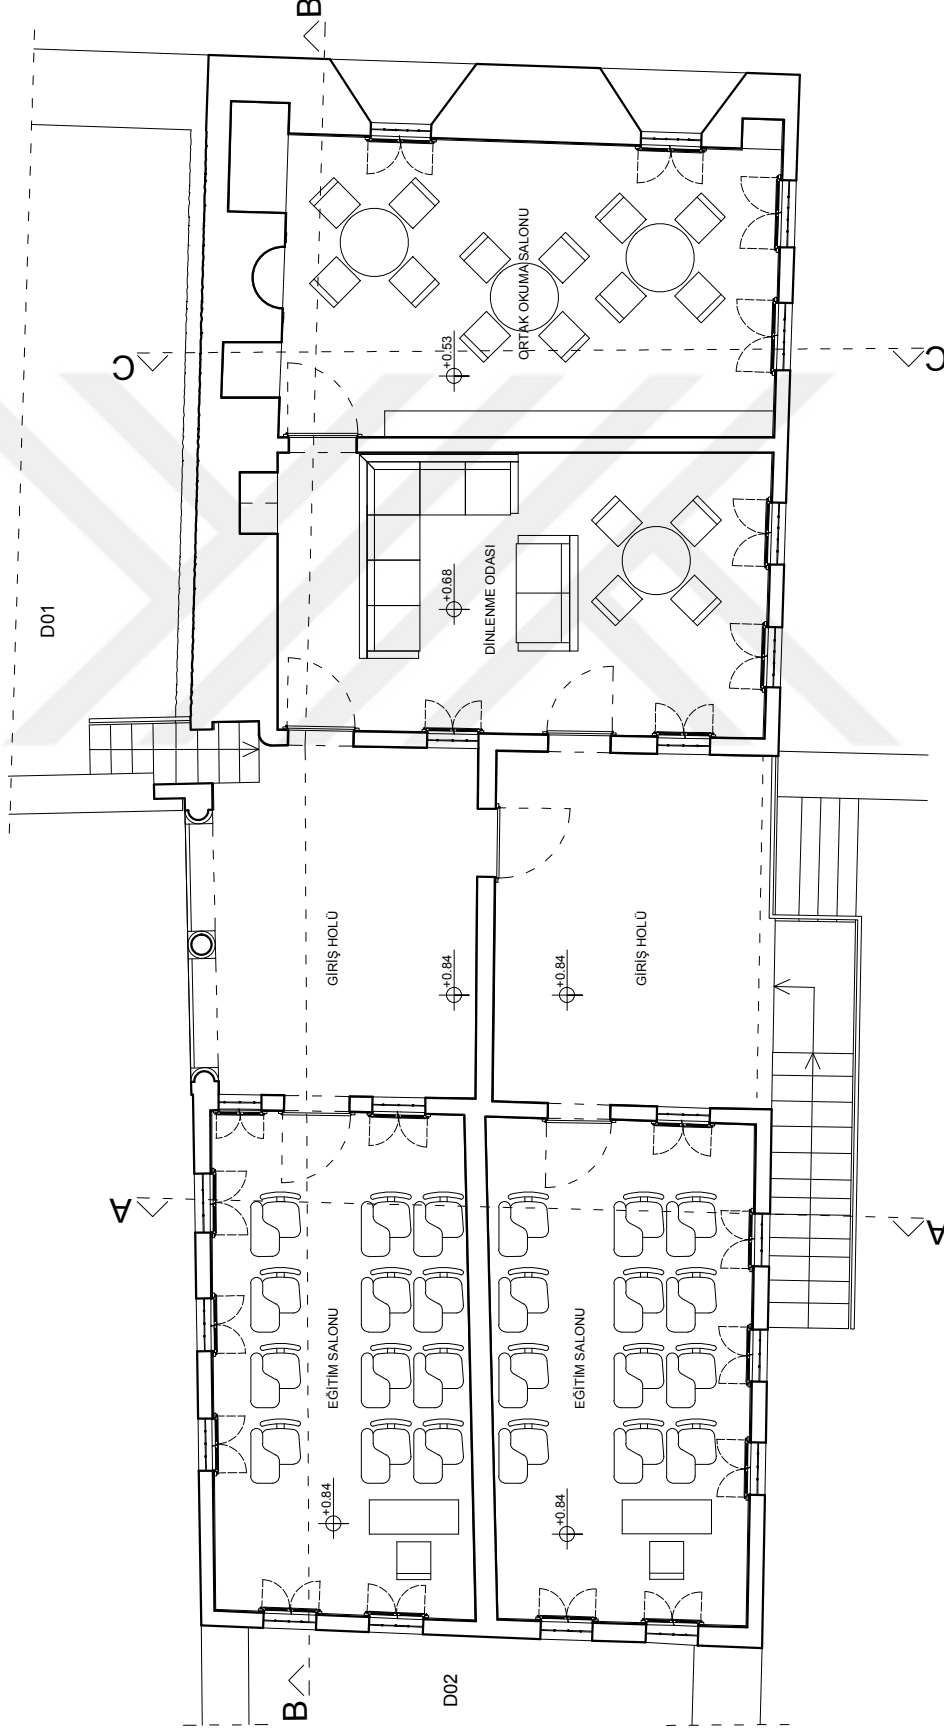 B
D01
ORTAK OKUMA SALONU
+0.53
C
C
DİNLENME ODASI
+0.68
GİRİŞ HOLÜ
+0.84
GİRİŞ HOLÜ
+0.84
A
A
EĞİTİM SALONU
+0.84
EĞİTİM SALONU
+0.84
B
D02